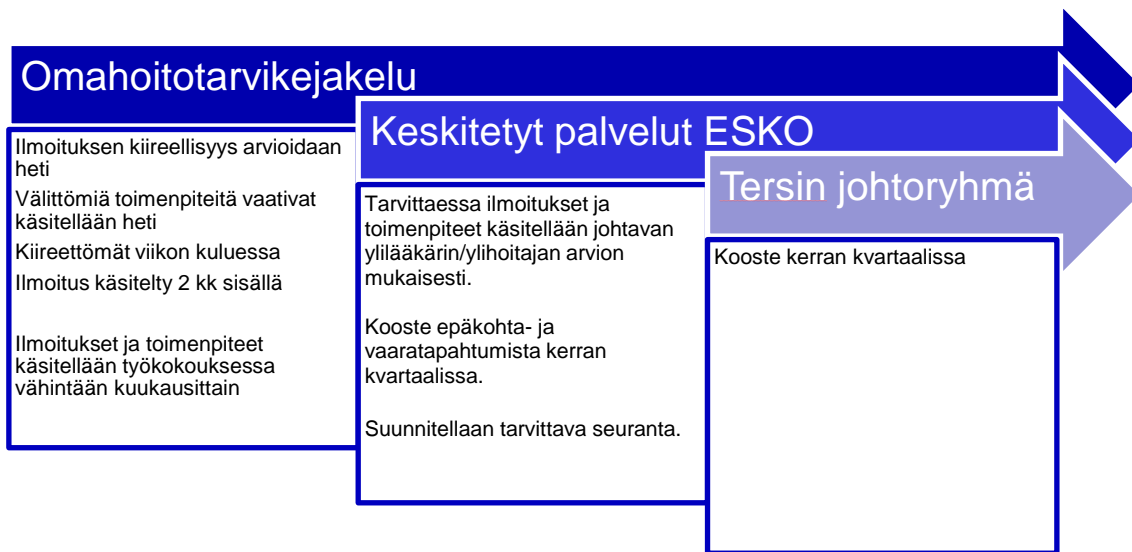 Omahoitotarvikejakelu
Ilmoituksen kiireellisyys arvioidaan
heti
Välittömiä toimenpiteitä vaativat
käsitellään heti
Kiireettömät viikon kuluessa
Ilmoitus käsitelty 2 kk sisällä
Ilmoitukset ja toimenpiteet
käsitellään työkokouksessa
vähintään kuukausittain
Keskitetyt palvelut ESKO
Tarvittaessa ilmoitukset ja
toimenpiteet käsitellään johtavan
ylilääkärin/ylihoitajan arvion
mukaisesti.
Kooste epäkohta- ja
vaaratapahtumista kerran
kvartaalissa.
Suunnitellaan tarvittava seuranta.
Tersin johtoryhmä
Kooste kerran kvartaalissa